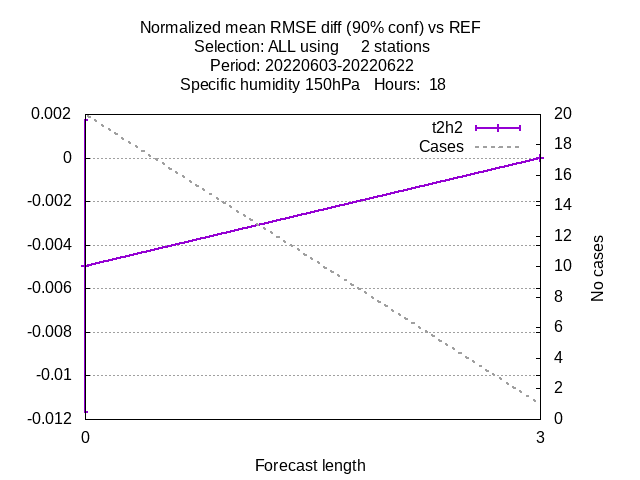 Normalized mean RMSE diff (90% conf) vs REF
Selection: ALL using     2 stations
Period: 20220603-20220622
Specific humidity 150hPa   Hours:  18
0.002
0
-0.002
-0.004
-0.006
-0.008
-0.01
-0.012
20
18
16
14
12
10
8
6
4
2
0
t2h2
Cases
No cases
0
3
Forecast length